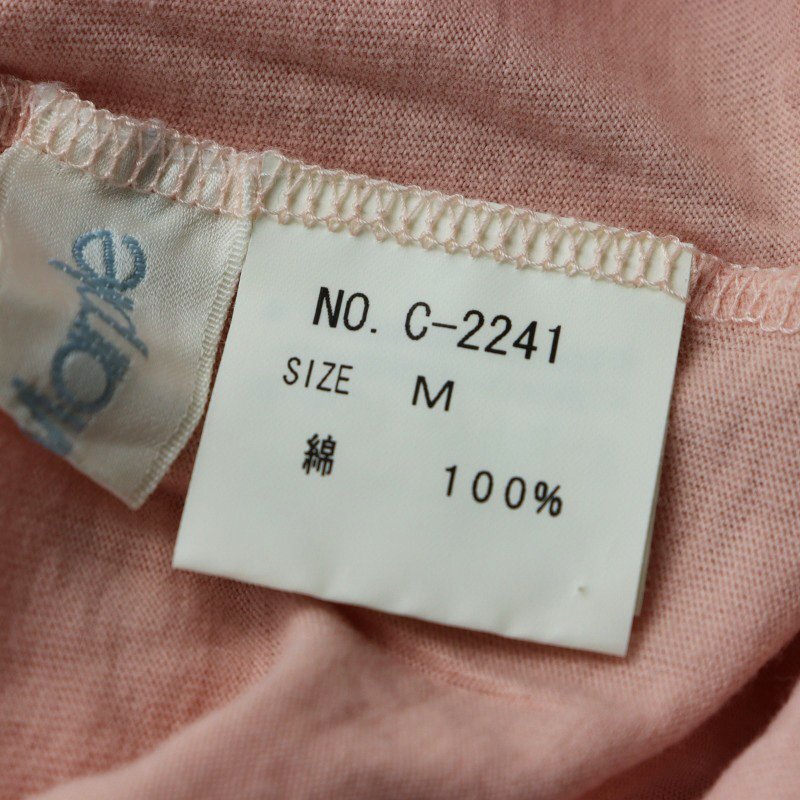 NO. C-2241
SIZE M
綿 100%